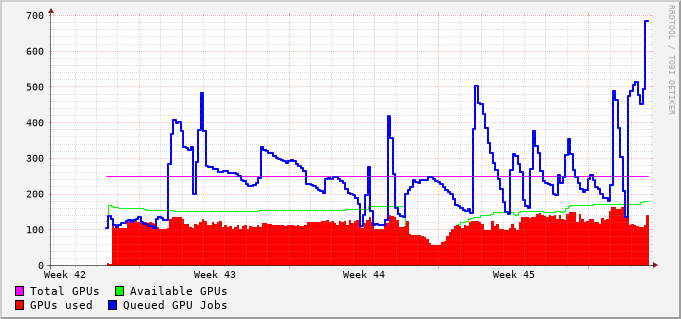 700
600
500
400
300
200
100
0
Week 42 Week 43 Week 44 Week 45
Total GPUs Available GPUs
GPUs used Queued GPU Jobs
RRDTOOL / TOBI OETIKER